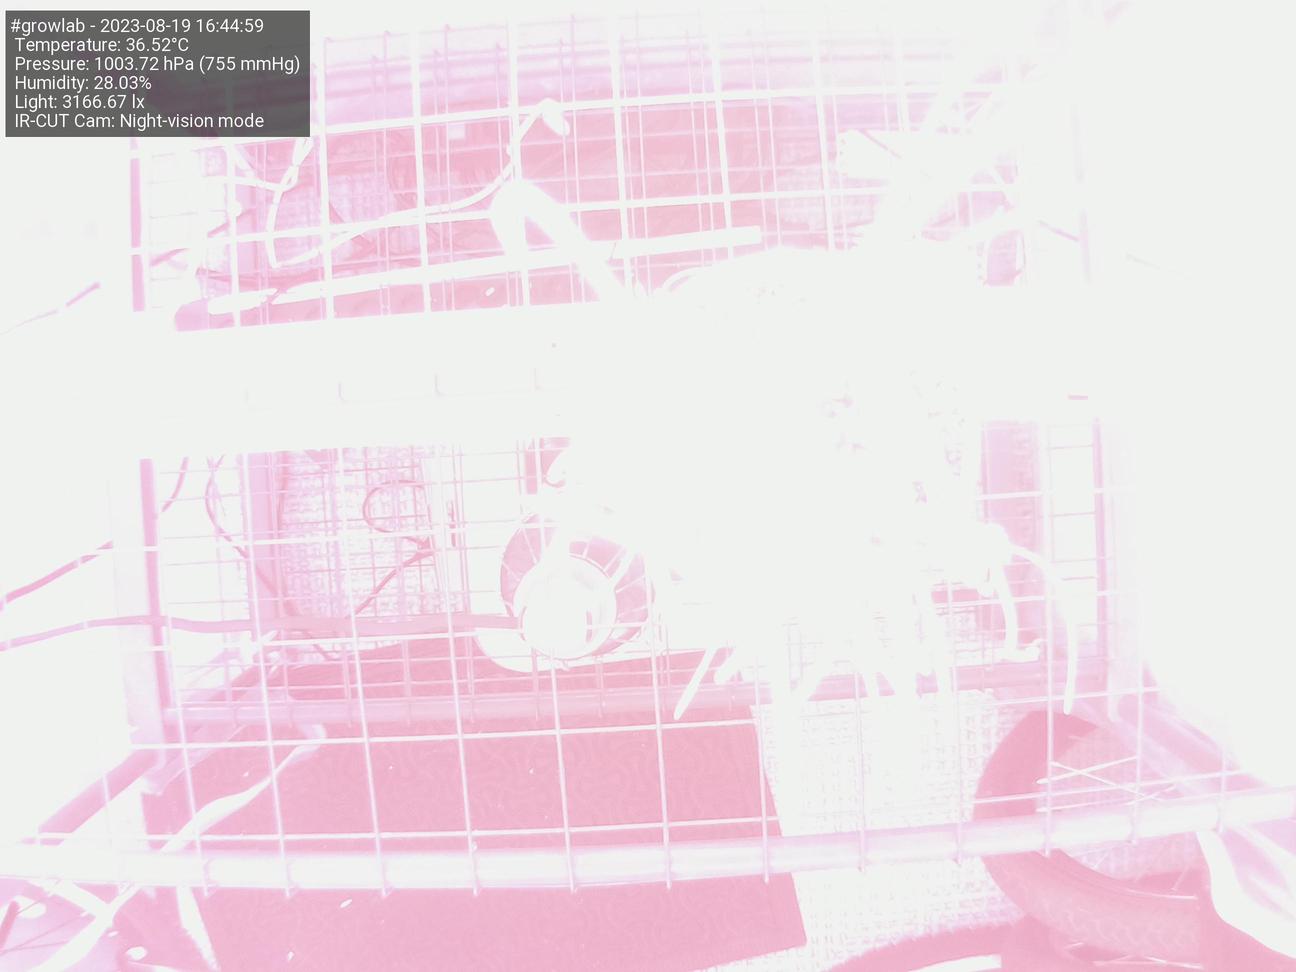 #growlab - 2023-08-19 16:44:59
Temperature: 36.52°C
Pressure: 1003.72 hPa (755 mmHg)
Humidity: 28.03%
Light: 3166.67 lx
IR-CUT Cam: Night-vision mode